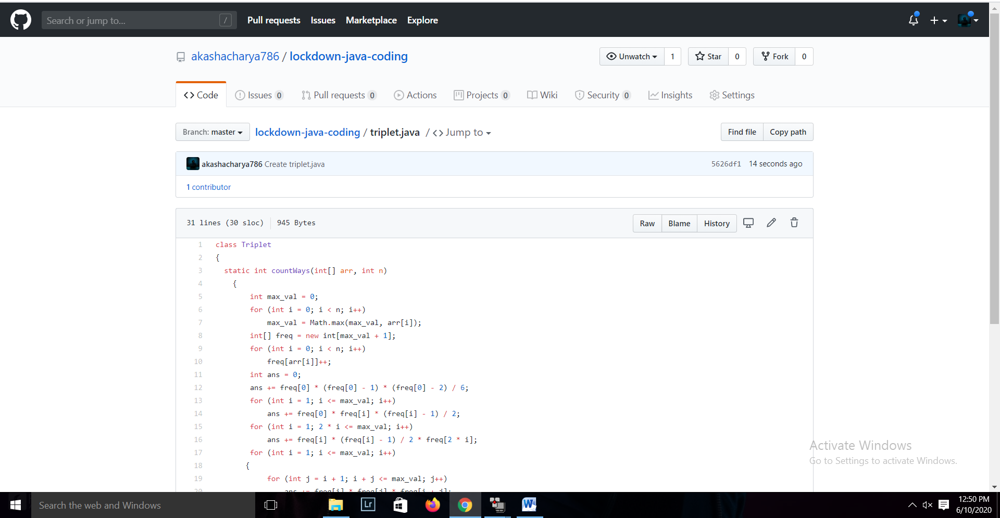 Search or jump to... /
Pull requests Issues Marketplace Explore
akashacharya786 / lockdown-java-coding
Unwatch 1 Star 0 Fork 0
Code Issues 0 Pull requests 0 Actions Projects 0 Wiki Security 0 Insights Settings
Branch: master lockdown-java-coding / triplet.java / <> Jump to
Find file Copy path
akashacharya786 Create triplet.java 5626df1 14 seconds ago
1 contributor
31 lines (30 sloc) 945 Bytes
Raw Blame History
1 class Triplet
2 {
3 static int countWays(int[] arr, int n)
4 {
5 int max_val = 0;
6 for (int i = 0; i < n; i++)
7 max_val = Math.max(max_val, arr[i]);
8 int[] freq = new int[max_val + 1];
9 for (int i = 0; i < n; i++)
10 freq[arr[i]]++;
11 int ans = 0;
12 ans += freq[0] * (freq[0] - 1) * (freq[0] - 2) / 6;
13 for (int i = 1; i <= max_val; i++)
14 ans += freq[0] * freq[i] * (freq[i] - 1) / 2;
15 for (int i = 1; 2 * i <= max_val; i++)
16 ans += freq[i] * (freq[i] - 1) / 2 * freq[2 * i];
17 for (int i = 1; i <= max_val; i++)
18 {
19 for (int j = i + 1; i + j <= max_val; j++)
20 ans += freq[i] * freq[j] * freq[i + j];
Activate Windows
Go to Settings to activate Windows.
Search the web and Windows
Lr
W
12:50 PM
6/10/2020